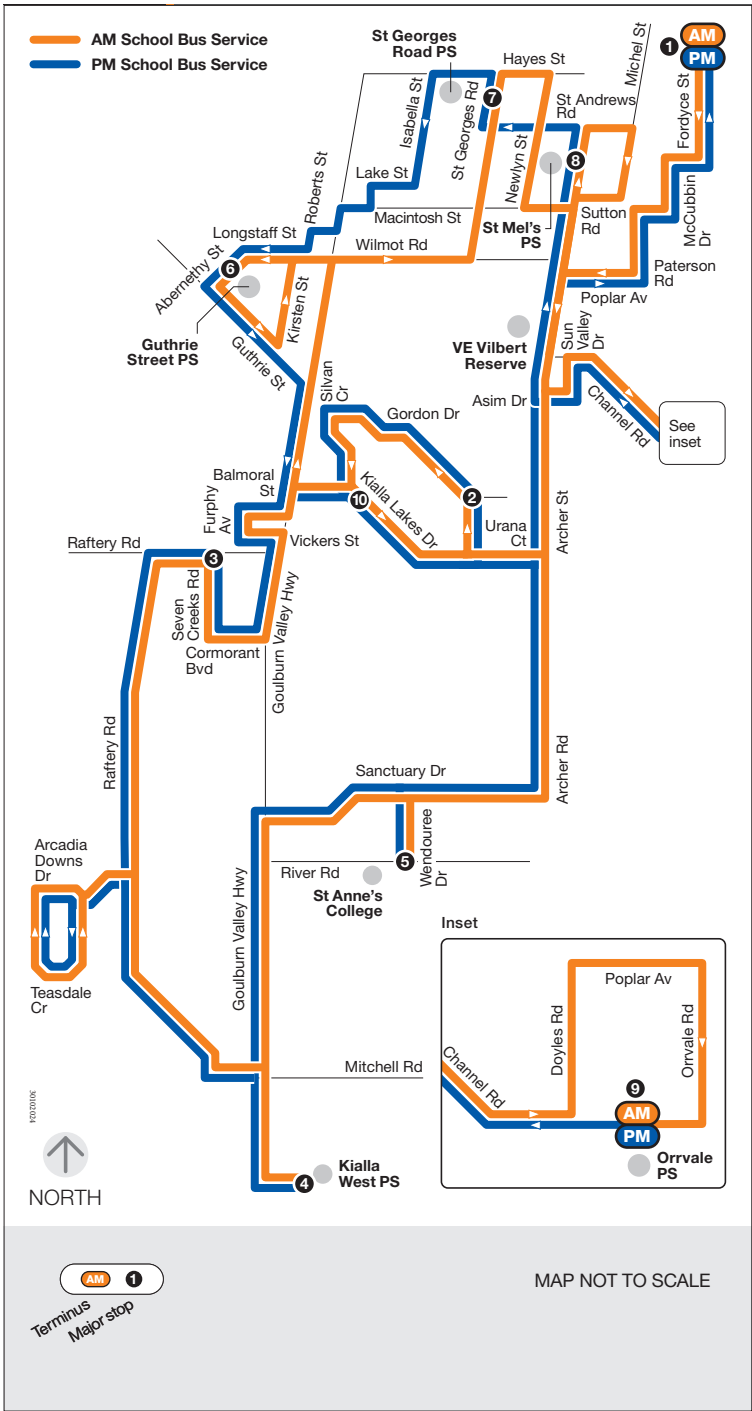 AM School Bus Service
PM School Bus Service
St Georges
Road PS
Hayes St
Michel St
1
AM
PM
Fordyce St
Isabella St
St Georges Rd
7
St Andrews
Rd
Newlyn St
8
Roberts St
Lake St
Macintosh St
St Mel's
PS
Sutton
Rd
McCubbin
Dr
Longstaff St
Wilmot Rd
Abernethy St
6
Paterson
Rd
Poplar Av
Guthrie
Street PS
Guthrie St
Kirsten St
VE Vilbert
Reserve
Sun
Valley
Dr
Silvan
Cr
Gordon Dr
Asim Dr
Channel Rd
See
inset
Balmoral
St
10
Kialla Lakes Dr
2
Urana
Ct
Archer St
Furphy
Av
Vickers St
Raftery Rd
3
Seven
Creeks Rd
Cormorant
Bvd
Goulburn Valley Hwy
Raftery Rd
Sanctuary Dr
Archer Rd
Arcadia
Downs
Dr
River Rd
5
Wendouree
Dr
St Anne's
College
Goulburn Valley Hwy
Teasdale
Cr
Mitchell Rd
Kialla
West PS
4
Inset
Poplar Av
Doyles Rd
Orrvale Rd
Channel Rd
9
AM
PM
Orrvale
PS
30102024
NORTH
AM
1
Terminus
Major stop
MAP NOT TO SCALE